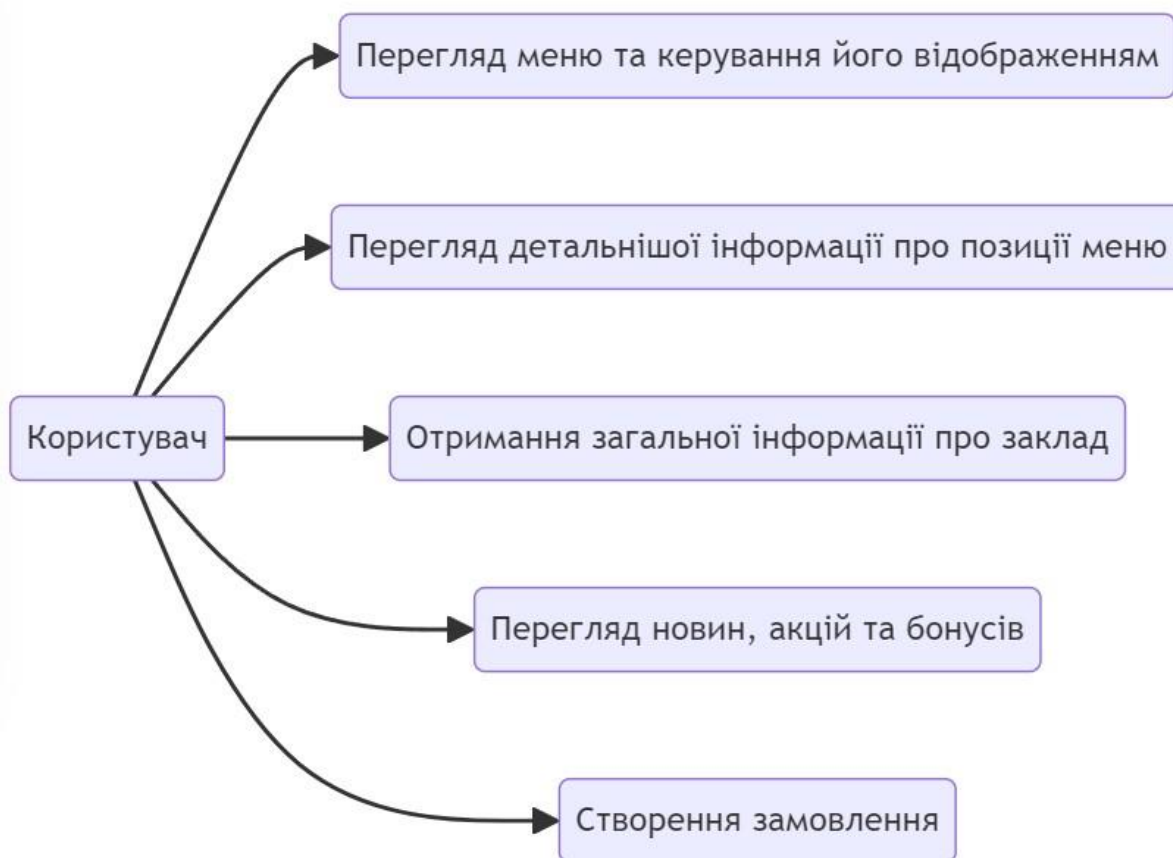 Перегляд меню та керування його відображенням
Перегляд детальнішої інформації про позиції меню
Користувач
Отримання загальної інформації про заклад
Перегляд новин, акцій та бонусів
Створення замовлення